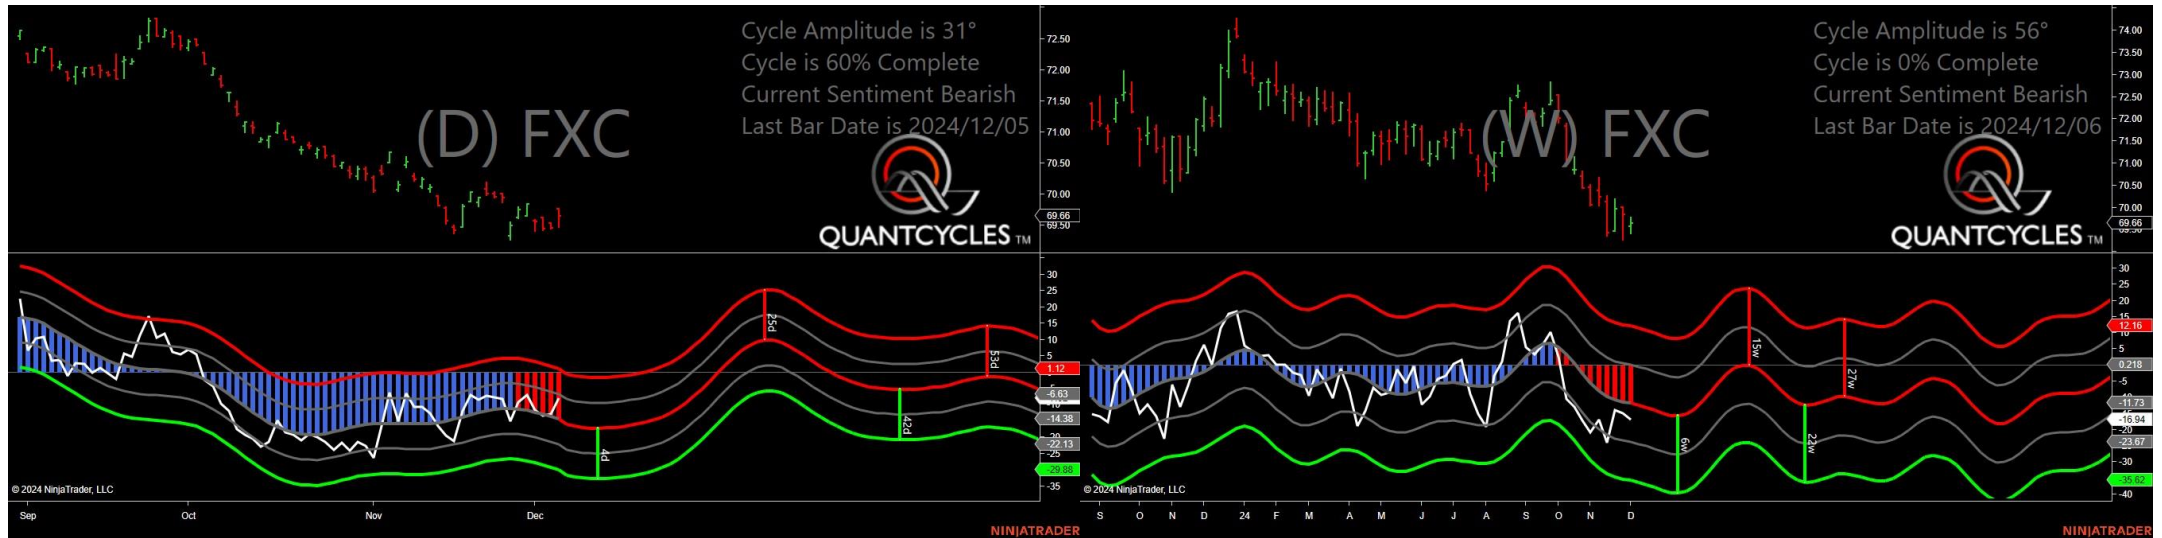 Cycle Amplitude is 31°
Cycle is 60% Complete
Current Sentiment Bearish
Last Bar Date is 2024/12/05
(D) FXC
QUANTCYCLES TM
72.50
72.00
71.50
71.00
70.50
70.00
69.66
69.50
30
25
20
15
10
5
1.12
-6.63
-14.38
-22.13
-25
-29.88
-35
25d
53d
42d
4d
© 2024 NinjaTrader, LLC
Sep Oct Nov Dec
NINJATRADER
Cycle Amplitude is 56°
Cycle is 0% Complete
Current Sentiment Bearish
Last Bar Date is 2024/12/06
(W) FXC
QUANTCYCLES TM
74.00
73.50
73.00
72.50
72.00
71.50
71.00
70.50
70.00
69.66
30
25
20
15
12.16
5
0.218
-5
-11.73
-16.94
-20
-23.67
-30
-35.62
-40
15w
27w
6w
22w
© 2024 NinjaTrader, LLC
S O N D 24 F M A M J J A S O N D
NINJATRADER